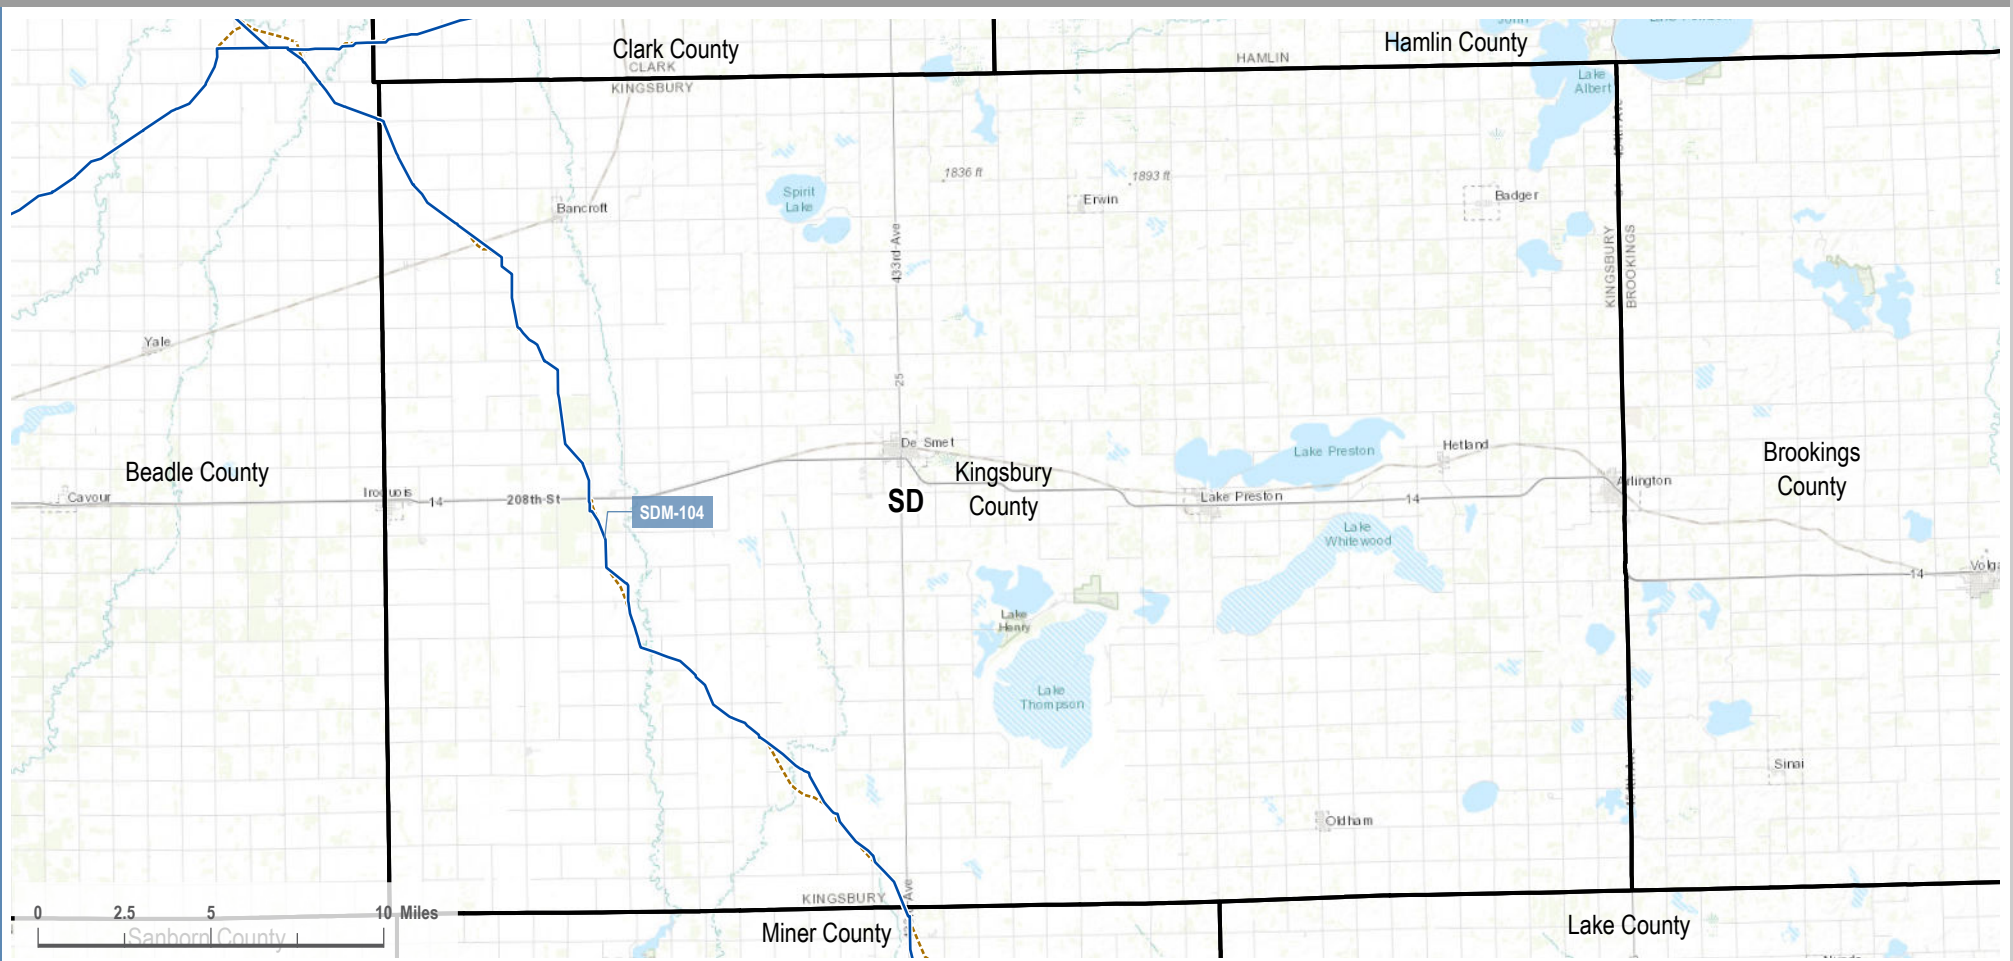 John
Clark County
Hamlin County
CLARK
HAMLIN
KINGSBURY
Lake
Albert
1836 ft
1893 ft
Spirit
Lake
Bancroft
Erwin
Badger
433rd Ave
KINGSBURY
BROOKINGS
Yale
25
De Smet
Lake Preston
Hetland
Beadle County
Kingsbury
County
Brookings
County
Cavour
Iroquois
14
208th St
SD
Lake Preston
14
Arlington
SDM-104
Lake
Whitewood
14
Volga
Lake
Henry
Lake
Thompson
Sinai
Oldham
KINGSBURY
Ave
0 2.5 5 10 Miles
Sanborn County
Miner County
Lake County